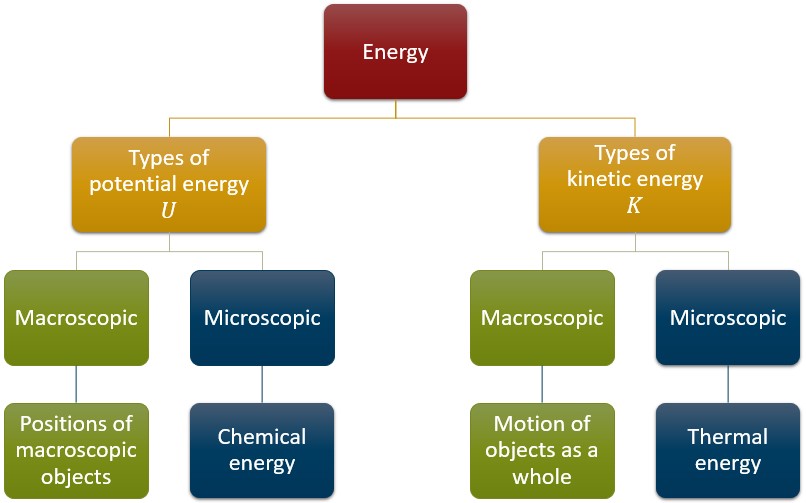 Energy
Types of
potential energy
U
Types of
kinetic energy
K
Macroscopic
Microscopic
Macroscopic
Microscopic
Positions of
macroscopic
objects
Chemical
energy
Motion of
objects as a
whole
Thermal
energy